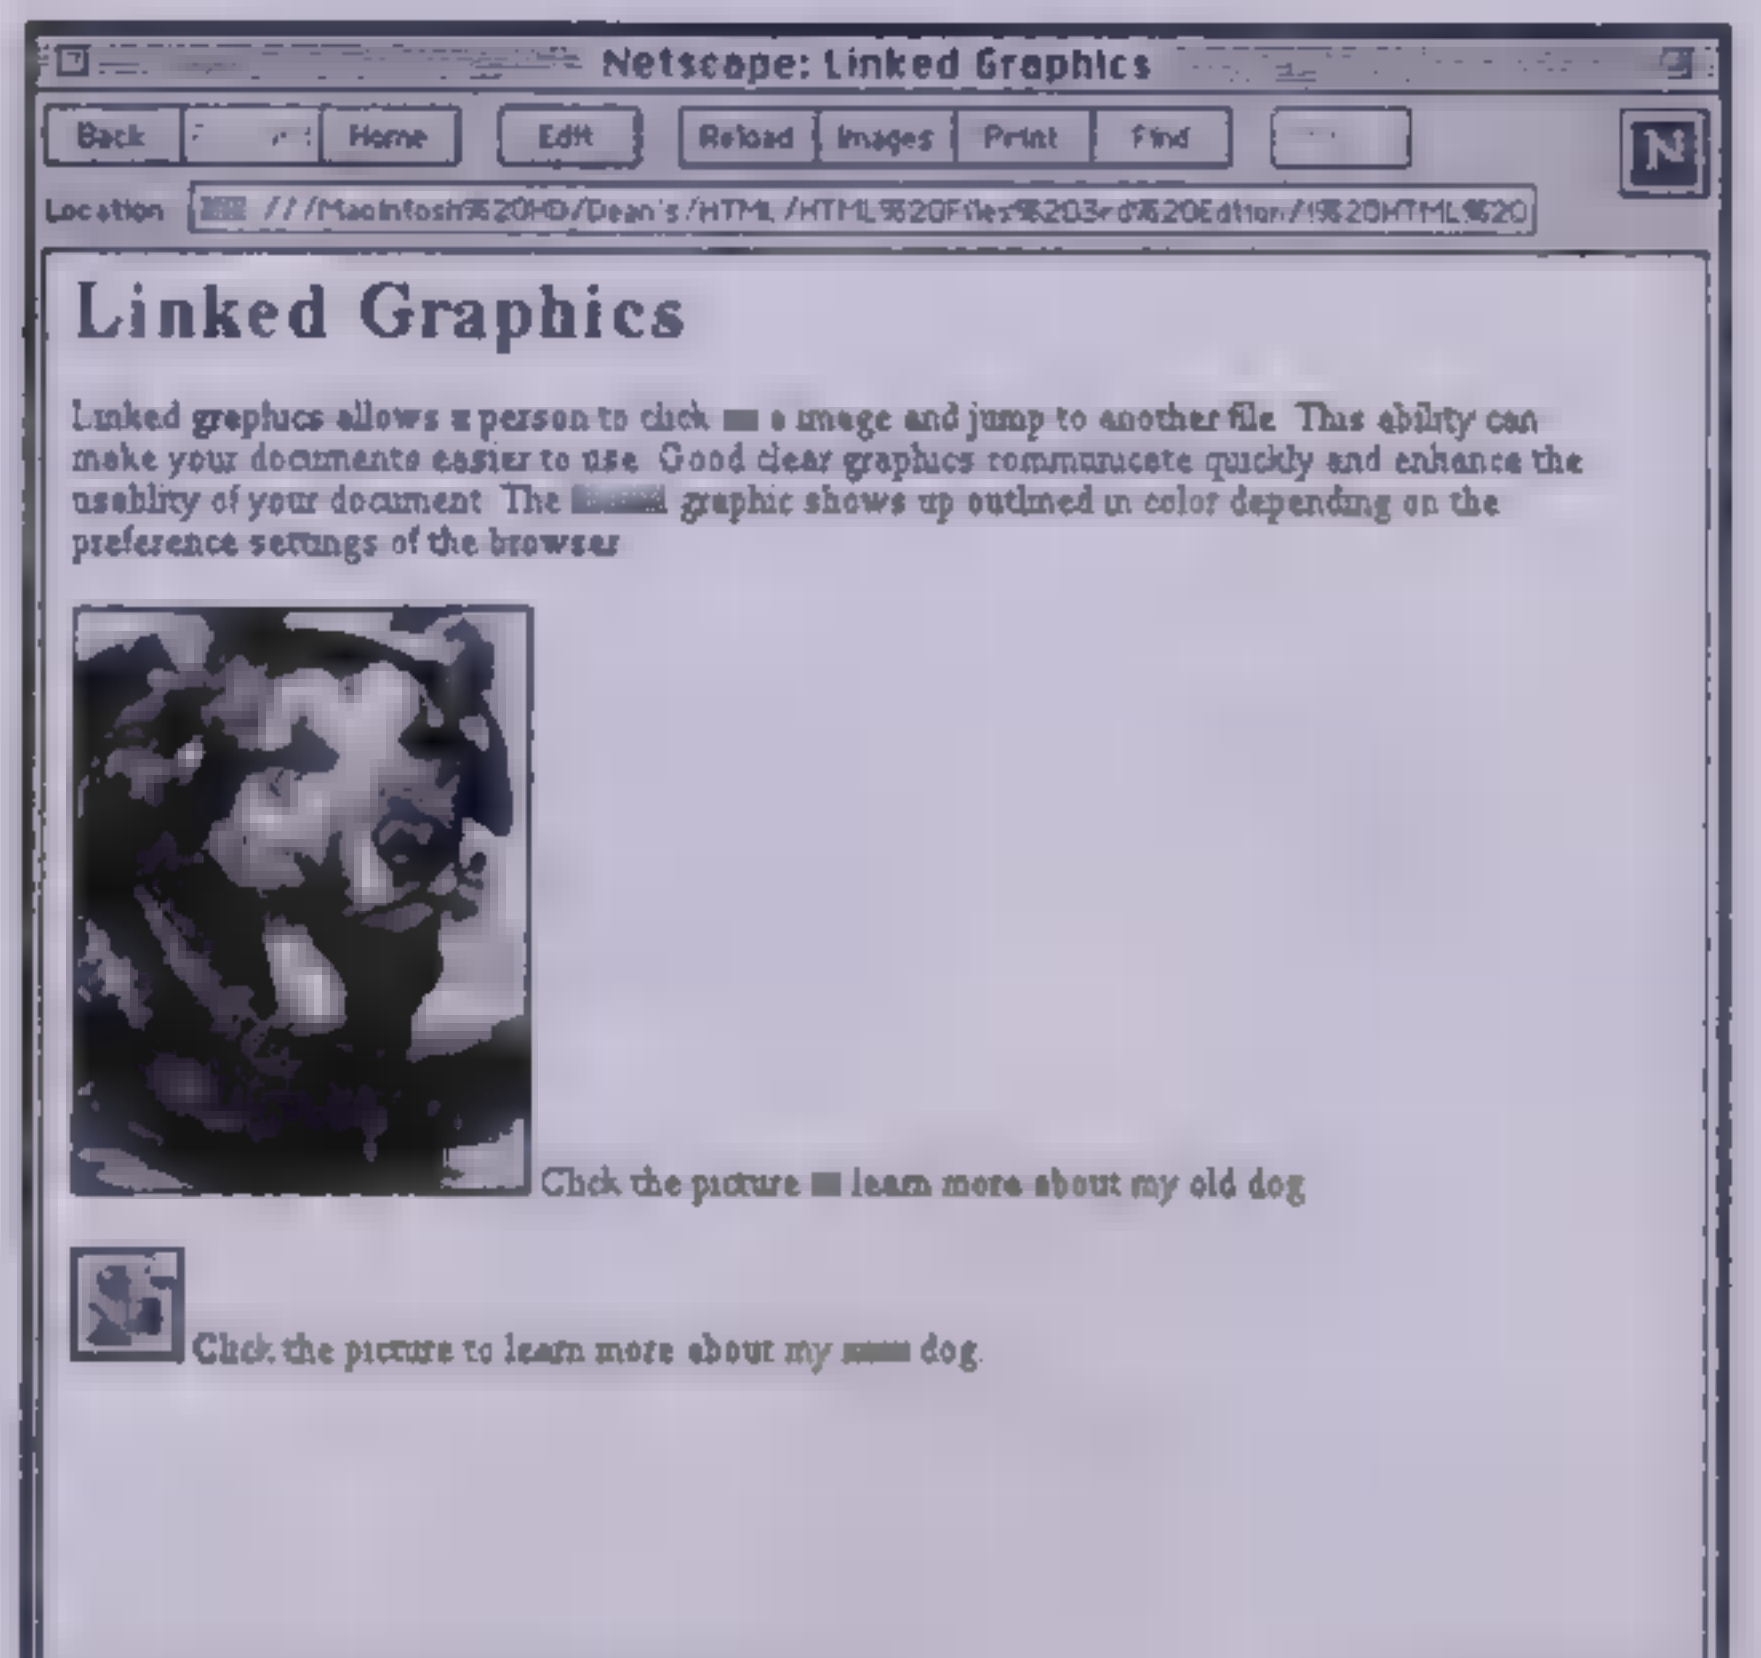 Netscape: Linked Graphics
Back Home Edit Reload Images Print Find
N
Location ///Macintosh%20HD/Dean's/HTML/HTML%20Files%203rd%20Edition/!%20HTML%20
Linked Graphics
Linked graphics allows a person to click a image and jump to another file. This ability can
make your documents easier to use. Good clear graphics communicate quickly and enhance the
usablity of your document. The graphic shows up outlined in color depending on the
preference settings of the browser
Click the picture learn more about my old dog
Click the picture to learn more about my dog.